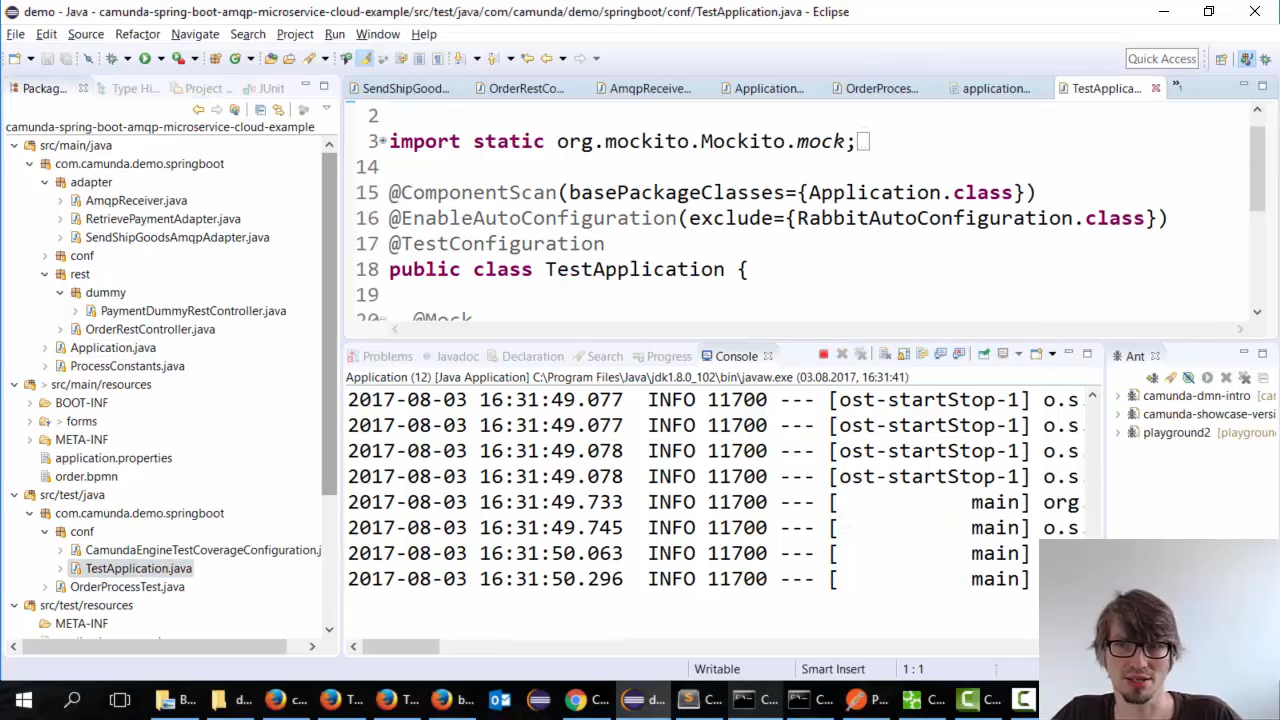 demo - Java - camunda-spring-boot-amqp-microservice-cloud-example/src/test/java/com/camunda/demo/springboot/conf/TestApplication.java - Eclipse
File Edit Source Refactor Navigate Search Project Run Window Help
Quick Access
Packag... Type Hi... Project ... JUnit
SendShipGood... OrderRestCo... AmqpReceive... Application.... OrderProces... application.... TestApplica...
camunda-spring-boot-amqp-microservice-cloud-example
src/main/java
com.camunda.demo.springboot
adapter
AmqpReceiver.java
RetrievePaymentAdapter.java
SendShipGoodsAmqpAdapter.java
conf
rest
dummy
PaymentDummyRestController.java
OrderRestController.java
Application.java
ProcessConstants.java
> src/main/resources
BOOT-INF
> forms
META-INF
application.properties
order.bpmn
src/test/java
com.camunda.demo.springboot
conf
CamundaEngineTestCoverageConfiguration.j
TestApplication.java
OrderProcessTest.java
src/test/resources
META-INF
2
3 import static org.mockito.Mockito.mock;
14
15 @ComponentScan(basePackageClasses={Application.class})
16 @EnableAutoConfiguration(exclude={RabbitAutoConfiguration.class})
17 @TestConfiguration
18 public class TestApplication {
19
20 @Mock
Problems Javadoc Declaration Search Progress Console
Application (12) [Java Application] C:\Program Files\Java\jdk1.8.0_102\bin\javaw.exe (03.08.2017, 16:31:41)
2017-08-03 16:31:49.077 INFO 11700 --- [ost-startStop-1] o.s.
2017-08-03 16:31:49.077 INFO 11700 --- [ost-startStop-1] o.s.
2017-08-03 16:31:49.078 INFO 11700 --- [ost-startStop-1] o.s.
2017-08-03 16:31:49.078 INFO 11700 --- [ost-startStop-1] o.s.
2017-08-03 16:31:49.733 INFO 11700 --- [ main] org.
2017-08-03 16:31:49.745 INFO 11700 --- [ main] o.s.
2017-08-03 16:31:50.063 INFO 11700 --- [ main]
2017-08-03 16:31:50.296 INFO 11700 --- [ main]
Ant
camunda-dmn-intro [ca
camunda-showcase-versi
playground2 [playground
Writable Smart Insert 1 : 1
B... d... c... T... T... b... C... d... C... C... C... P... C... C...